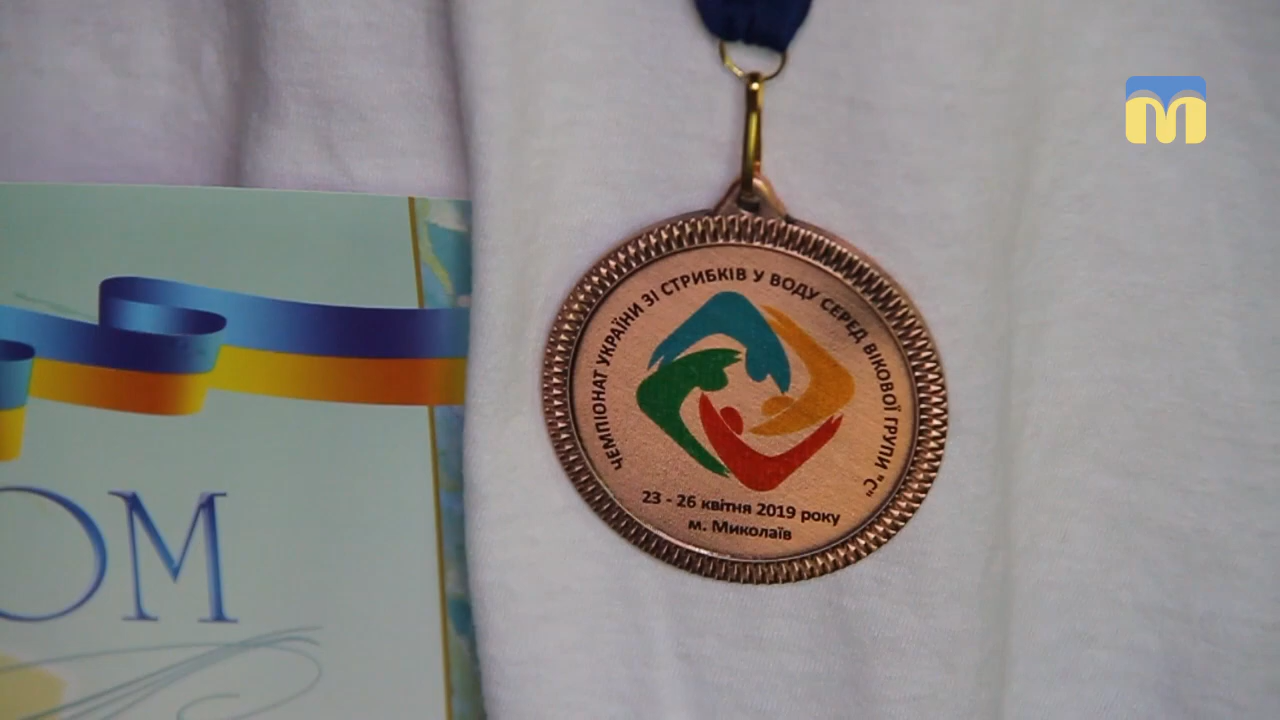 ЧЕМПІОНАТ УКРАЇНИ ЗІ СТРИБКІВ У ВОДУ СЕРЕД ВІКОВОЇ ГРУПИ "С"
23 - 26 квітня 2019 року
м. Миколаїв
ОМ